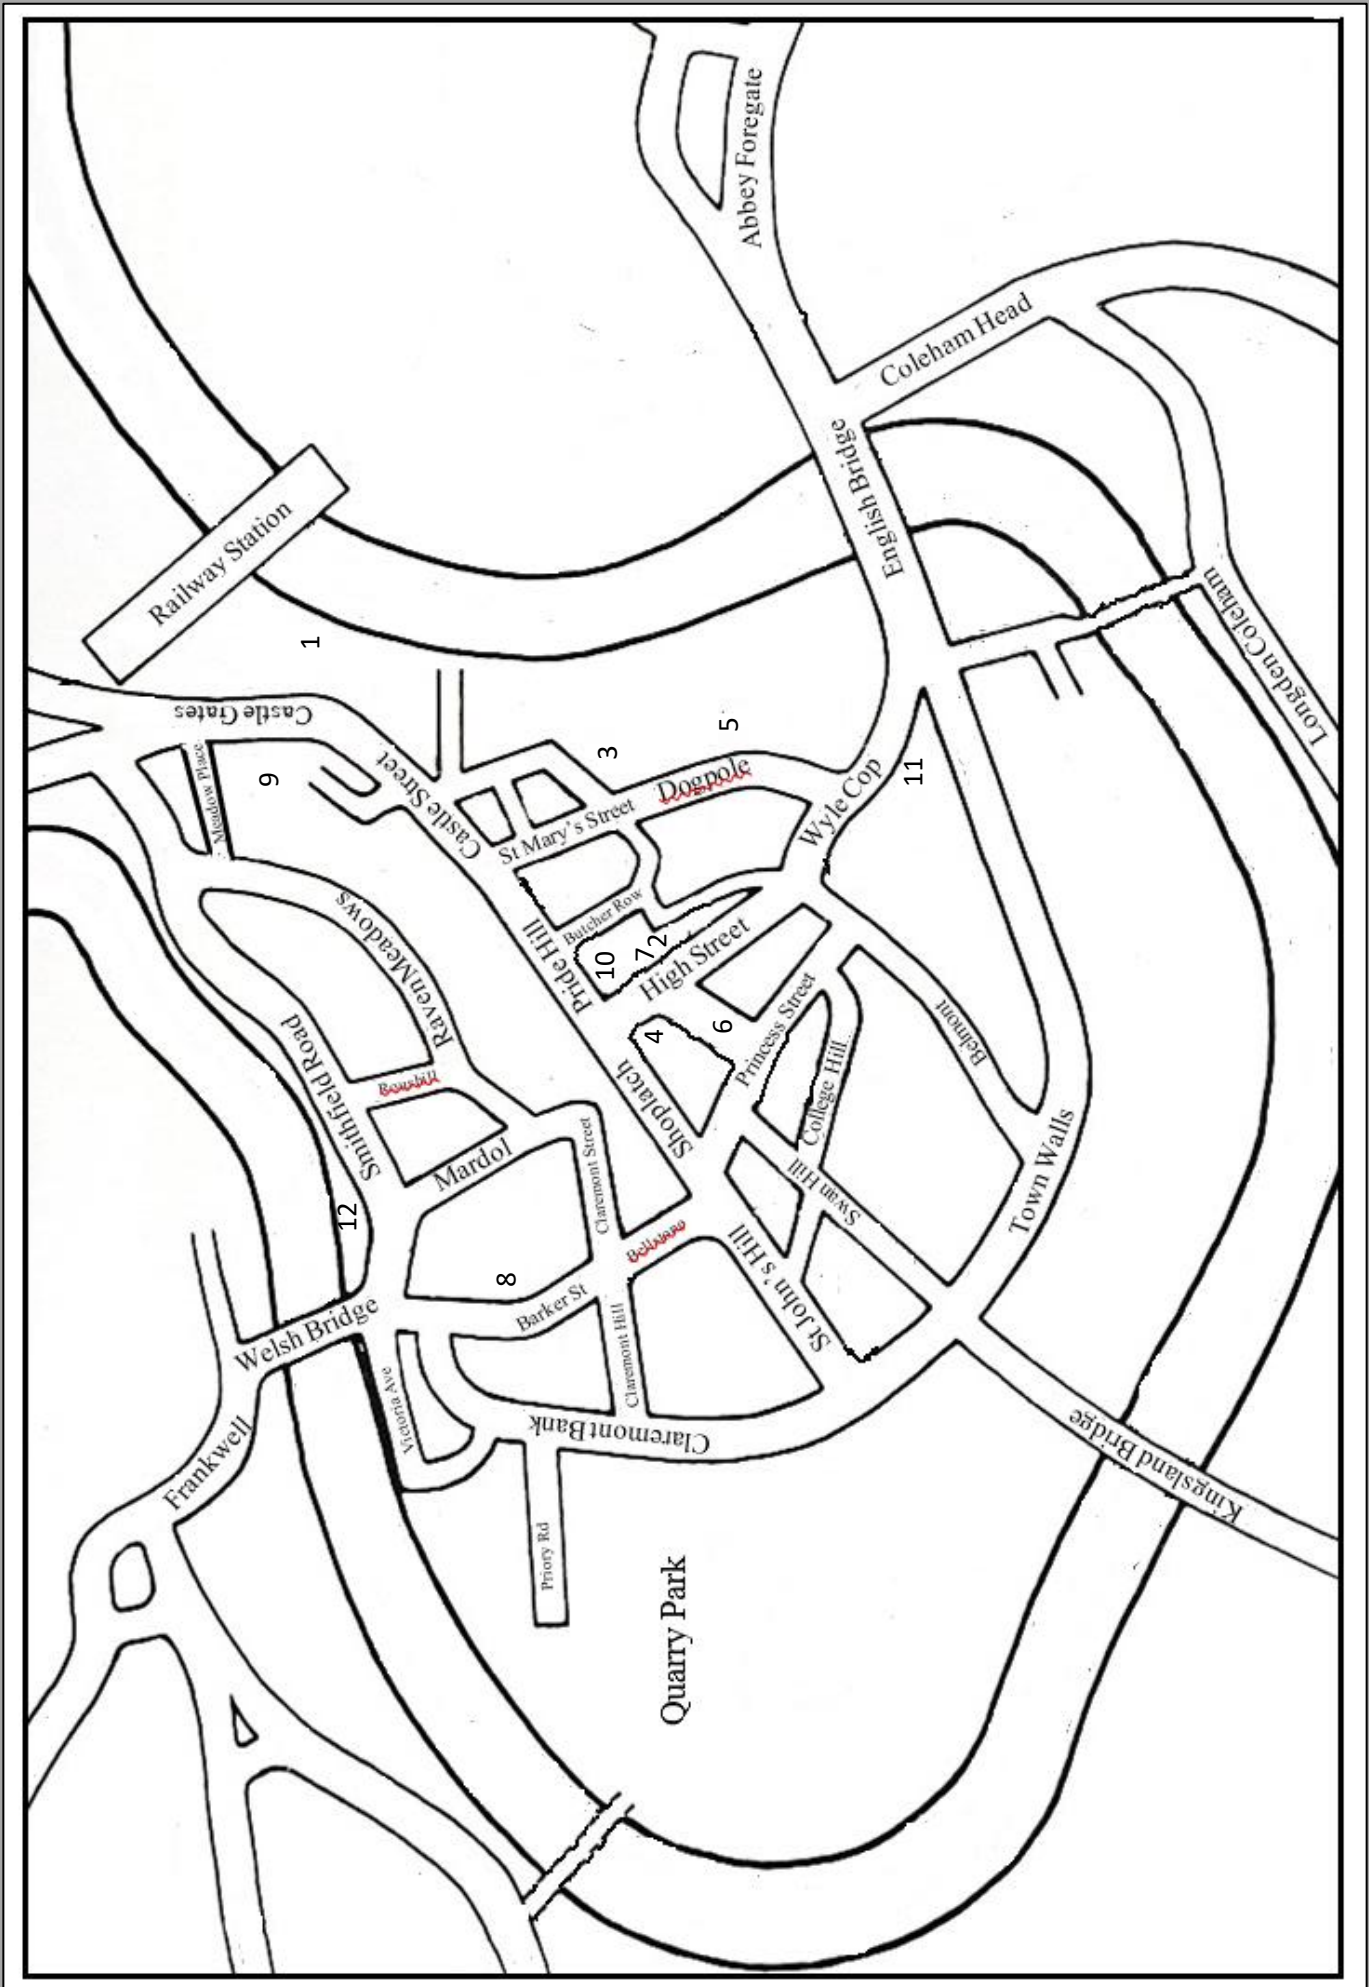 Abbey Foregate
Coleham Head
English Bridge
Railway Station
Longden Coleham
1
Castle Gates
Meadow Place
9
Castle Street
3
5
Dogpole
St Mary's Street
Wyle Cop
11
Raven Meadows
Pride Hill
Butcher Row
10
7
2
High Street
4
6
Princess Street
College Hill
Belmont
Smithfield Road
Roushill
Shoplatch
Mardol
Claremont Street
Swan Hill
Town Walls
12
Bellstone
8
Barker St
St John's Hill
Welsh Bridge
Claremont Hill
Victoria Ave
Claremont Bank
Kingsland Bridge
Frankwell
Priory Rd
Quarry Park